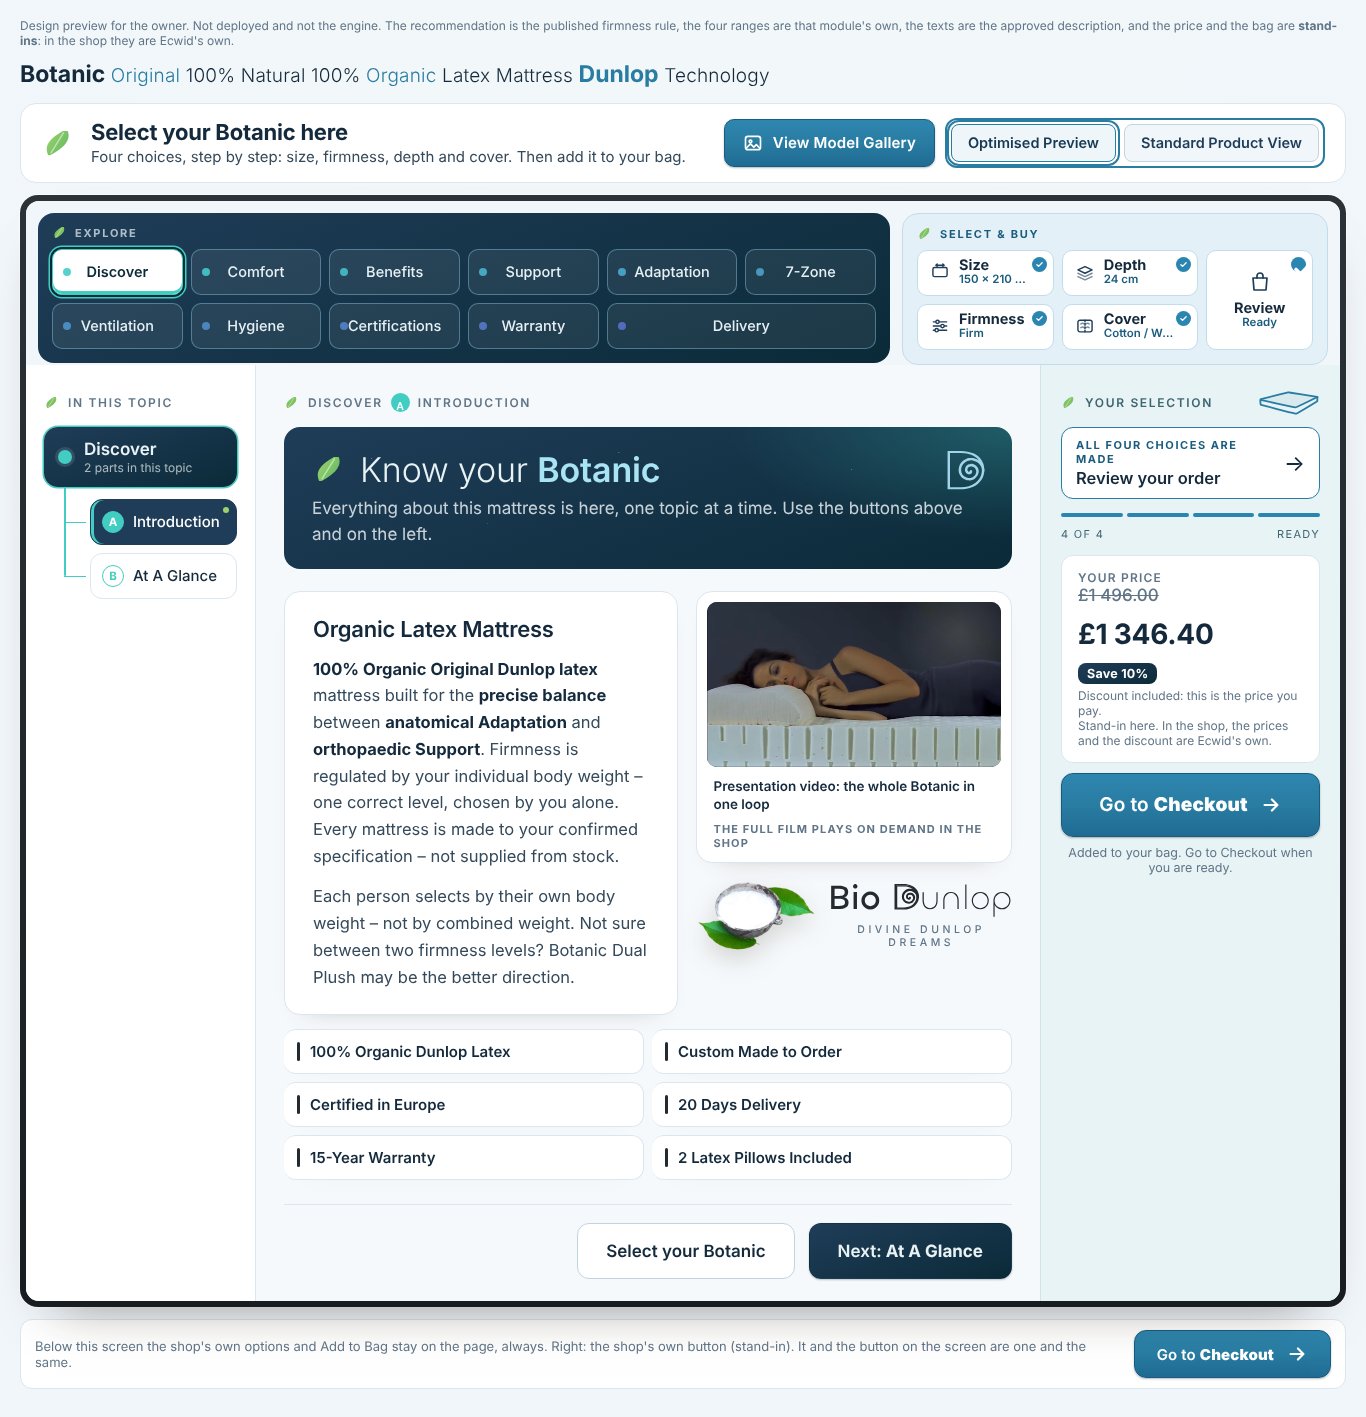 Design preview for the owner. Not deployed and not the engine. The recommendation is the published firmness rule, the four ranges are that module's own, the texts are the approved description, and the price and the bag are stand-
ins: in the shop they are Ecwid's own.
Botanic Original 100% Natural 100% Organic Latex Mattress Dunlop Technology
Select your Botanic here
Four choices, step by step: size, firmness, depth and cover. Then add it to your bag.
View Model Gallery
Optimised Preview
Standard Product View
EXPLORE
Discover
Comfort
Benefits
Support
Adaptation
7-Zone
Ventilation
Hygiene
Certifications
Warranty
Delivery
SELECT & BUY
Size
150 × 210 ...
Depth
24 cm
Firmness
Firm
Cover
Cotton / W...
Review
Ready
IN THIS TOPIC
Discover
2 parts in this topic
A Introduction
B At A Glance
DISCOVER A INTRODUCTION
Know your Botanic
Everything about this mattress is here, one topic at a time. Use the buttons above
and on the left.
Organic Latex Mattress
100% Organic Original Dunlop latex
mattress built for the precise balance
between anatomical Adaptation and
orthopaedic Support. Firmness is
regulated by your individual body weight –
one correct level, chosen by you alone.
Every mattress is made to your confirmed
specification – not supplied from stock.
Each person selects by their own body
weight – not by combined weight. Not sure
between two firmness levels? Botanic Dual
Plush may be the better direction.
Presentation video: the whole Botanic in
one loop
THE FULL FILM PLAYS ON DEMAND IN THE
SHOP
Bio Dunlop
DIVINE DUNLOP
DREAMS
100% Organic Dunlop Latex
Custom Made to Order
Certified in Europe
20 Days Delivery
15-Year Warranty
2 Latex Pillows Included
Select your Botanic
Next: At A Glance
YOUR SELECTION
ALL FOUR CHOICES ARE
MADE
Review your order
4 OF 4
READY
YOUR PRICE
£1 496.00
£1 346.40
Save 10%
Discount included: this is the price you
pay.
Stand-in here. In the shop, the prices
and the discount are Ecwid's own.
Go to Checkout
Added to your bag. Go to Checkout when
you are ready.
Below this screen the shop's own options and Add to Bag stay on the page, always. Right: the shop's own button (stand-in). It and the button on the screen are one and the
same.
Go to Checkout